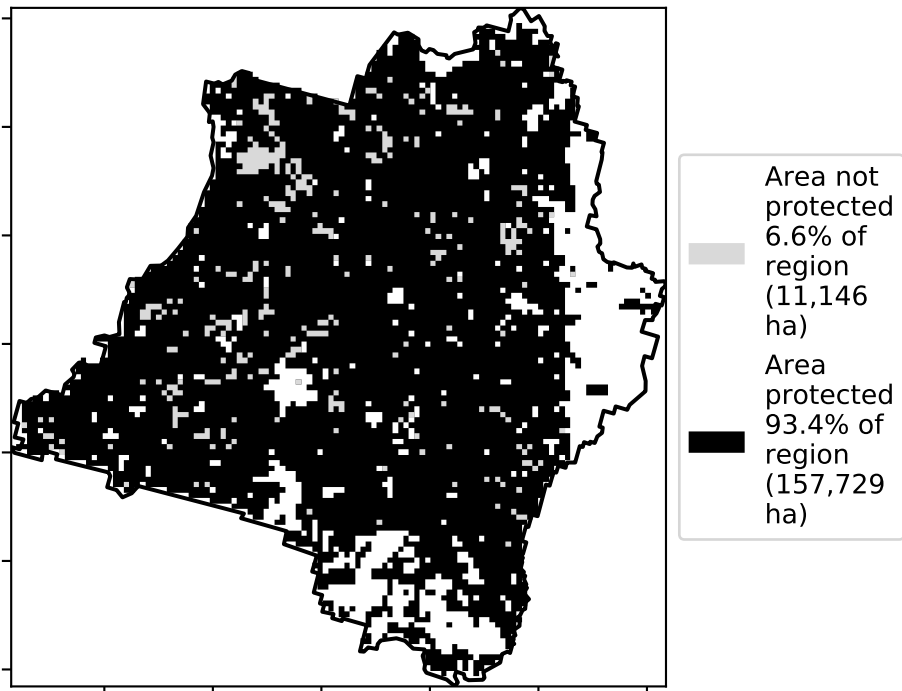 Area not
protected
6.6% of
region
(11,146
ha)
Area
protected
93.4% of
region
(157,729
ha)